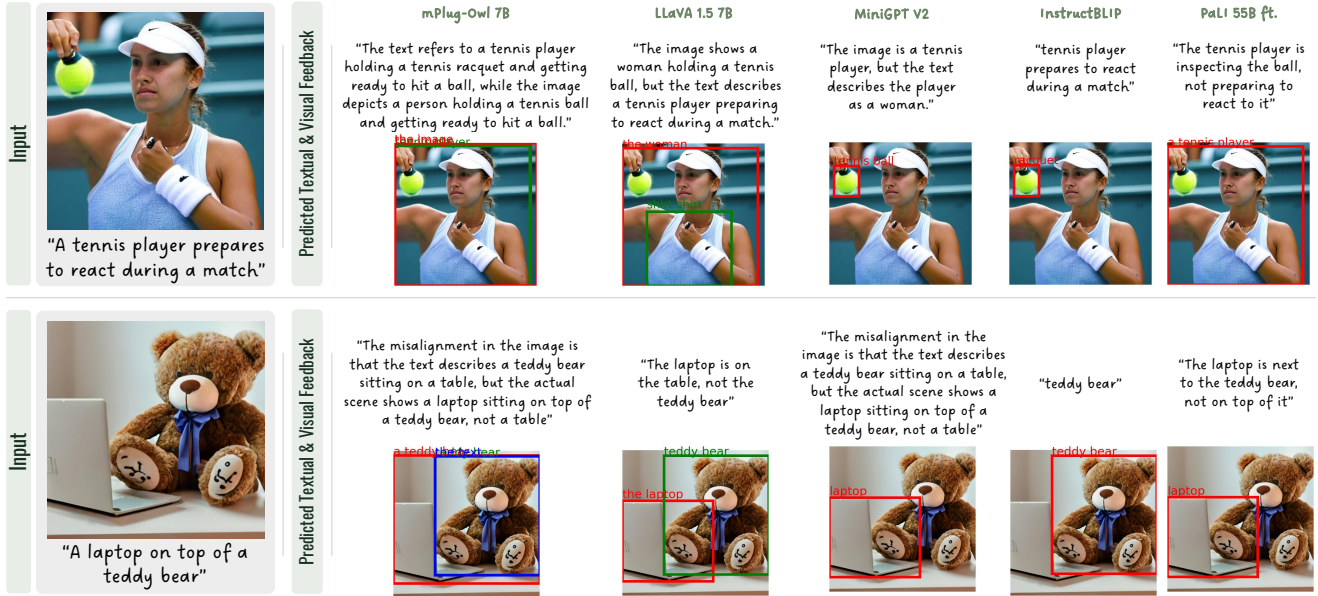 mPlug-Owl 7B
LLaVA 1.5 7B
MiniGPT V2
InstructBLIP
PaLI 55B ft.
Input
"A tennis player prepares
to react during a match"
Predicted Textual & Visual Feedback
"The text refers to a tennis player
holding a tennis racquet and getting
ready to hit a ball, while the image
depicts a person holding a tennis ball
and getting ready to hit a ball."
the image
"The image shows a
woman holding a tennis
ball, but the text describes
a tennis player preparing
to react during a match."
the woman
shirt
"The image is a tennis
player, but the text
describes the player
as a woman."
tennis ball
"tennis player
prepares to react
during a match"
racquet
"The tennis player is
inspecting the ball,
not preparing to
react to it"
a tennis player
Input
"A laptop on top of a
teddy bear"
Predicted Textual & Visual Feedback
"The misalignment in the image is
that the text describes a teddy bear
sitting on a table, but the actual
scene shows a laptop sitting on top of
a teddy bear, not a table"
"The laptop is on
the table, not the
teddy bear"
teddy bear
the laptop
"The misalignment in the
image is that the text describes
a teddy bear sitting on a table,
but the actual scene shows a
laptop sitting on top of a
teddy bear, not a table"
laptop
"teddy bear"
teddy bear
"The laptop is next
to the teddy bear,
not on top of it"
laptop